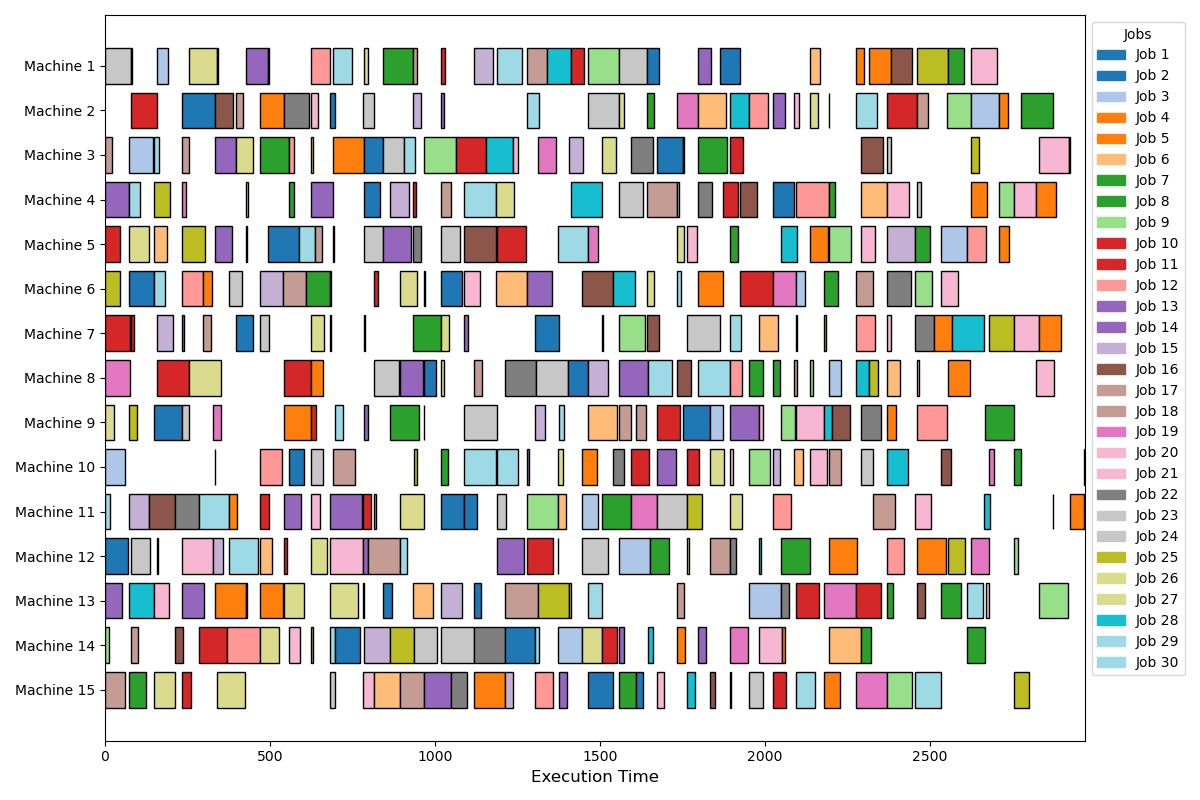 Machine 1
Machine 2
Machine 3
Machine 4
Machine 5
Machine 6
Machine 7
Machine 8
Machine 9
Machine 10
Machine 11
Machine 12
Machine 13
Machine 14
Machine 15
0 500 1000 1500 2000 2500
Execution Time
Jobs
Job 1
Job 2
Job 3
Job 4
Job 5
Job 6
Job 7
Job 8
Job 9
Job 10
Job 11
Job 12
Job 13
Job 14
Job 15
Job 16
Job 17
Job 18
Job 19
Job 20
Job 21
Job 22
Job 23
Job 24
Job 25
Job 26
Job 27
Job 28
Job 29
Job 30